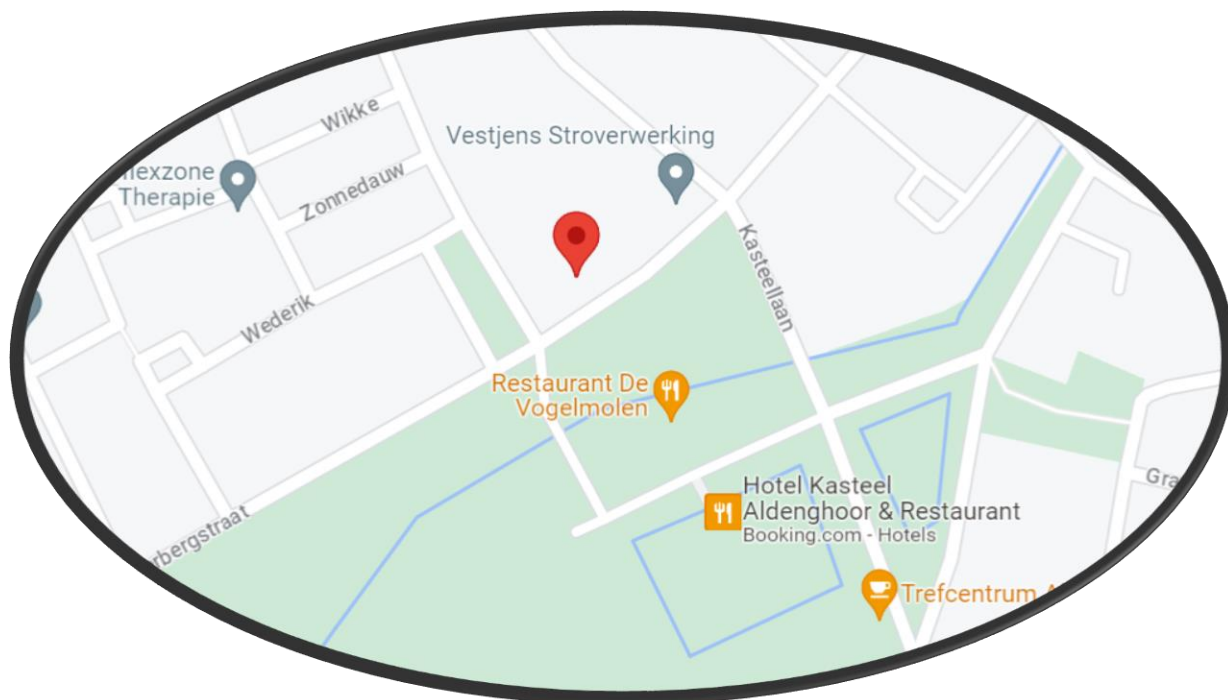 Wikke
Vestjens Stroverwerking
Therapie
Zonnedauw
Kasteellaan
Wederik
Restaurant De
Vogelmolen
Hotel Kasteel
Aldenghoor & Restaurant
Booking.com - Hotels
Trefcentrum